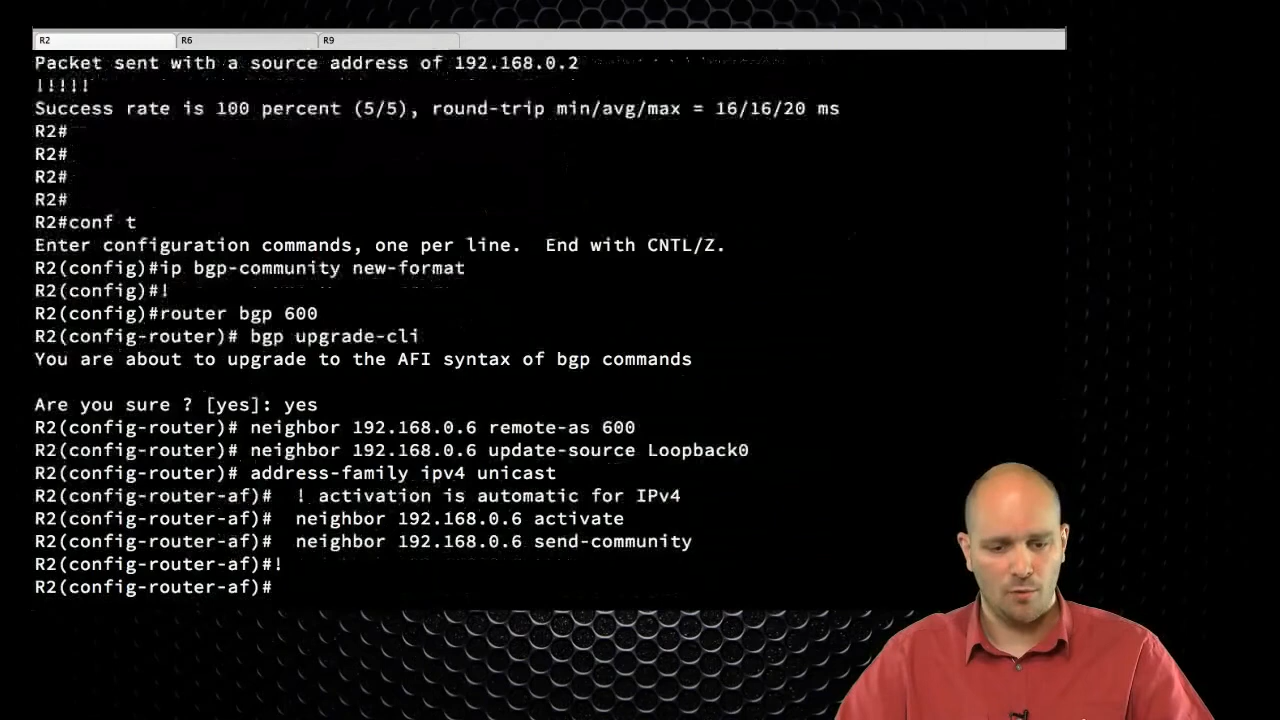 R2
R6
R9
Packet sent with a source address of 192.168.0.2
!!!!!
Success rate is 100 percent (5/5), round-trip min/avg/max = 16/16/20 ms
R2#
R2#
R2#
R2#
R2#conf t
Enter configuration commands, one per line.  End with CNTL/Z.
R2(config)#ip bgp-community new-format
R2(config)#!
R2(config)#router bgp 600
R2(config-router)# bgp upgrade-cli
You are about to upgrade to the AFI syntax of bgp commands
Are you sure ? [yes]: yes
R2(config-router)# neighbor 192.168.0.6 remote-as 600
R2(config-router)# neighbor 192.168.0.6 update-source Loopback0
R2(config-router)# address-family ipv4 unicast
R2(config-router-af)#  ! activation is automatic for IPv4
R2(config-router-af)#  neighbor 192.168.0.6 activate
R2(config-router-af)#  neighbor 192.168.0.6 send-community
R2(config-router-af)#!
R2(config-router-af)#